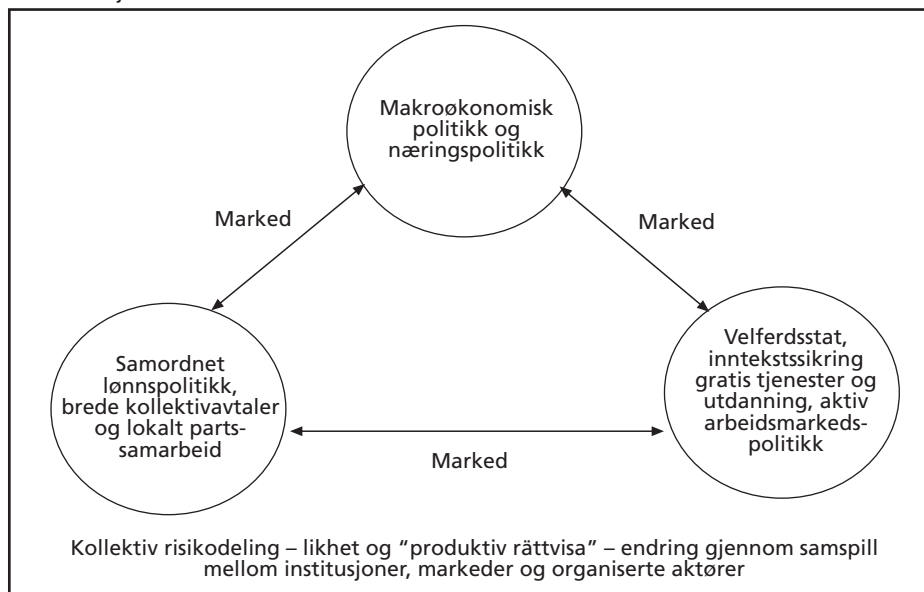 Makroøkonomisk
politikk og
næringspolitikk
Marked
Marked
Samordnet
lønnspolitikk,
brede kollektivavtaler
og lokalt parts-
samarbeid
Velferdsstat,
inntekstssikring
gratis tjenester og
utdanning, aktiv
arbeidsmarkeds-
politikk
Marked
Kollektiv risikodeling – likhet og "produktiv rättvisa" – endring gjennom samspill
mellom institusjoner, markeder og organiserte aktører